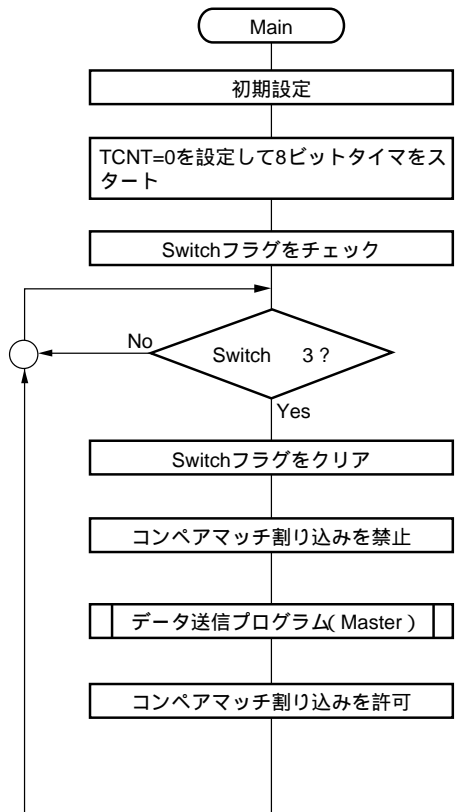 Main
初期設定
TCNT=0を設定して8ビットタイマをス
タート
Switchフラグをチェック
No
Switch 3 ?
Yes
Switchフラグをクリア
コンペアマッチ割り込みを禁止
データ送信プログラム( Master )
コンペアマッチ割り込みを許可